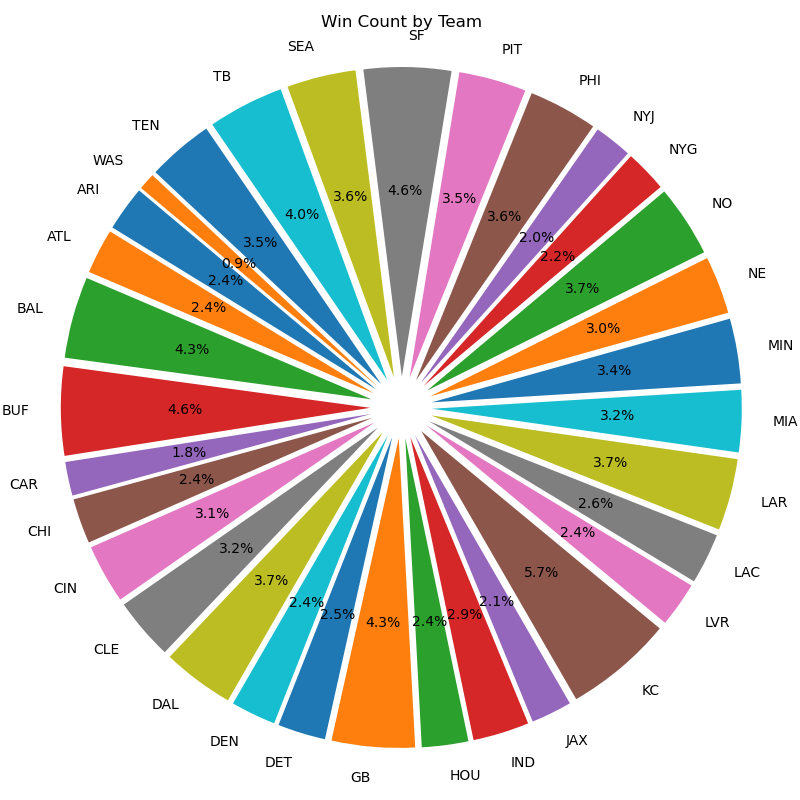 Win Count by Team
SF
4.6%
PIT
3.5%
PHI
3.6%
NYJ
2.0%
NYG
2.2%
NO
3.7%
NE
3.0%
MIN
3.4%
MIA
3.2%
LAR
3.7%
LAC
2.6%
LVR
2.4%
KC
5.7%
JAX
2.1%
IND
2.9%
HOU
2.4%
GB
4.3%
DET
2.5%
DEN
2.4%
DAL
3.7%
CLE
3.2%
CIN
3.1%
CHI
2.4%
CAR
1.8%
BUF
4.6%
BAL
4.3%
ATL
2.4%
ARI
2.4%
WAS
0.9%
TEN
3.5%
TB
4.0%
SEA
3.6%